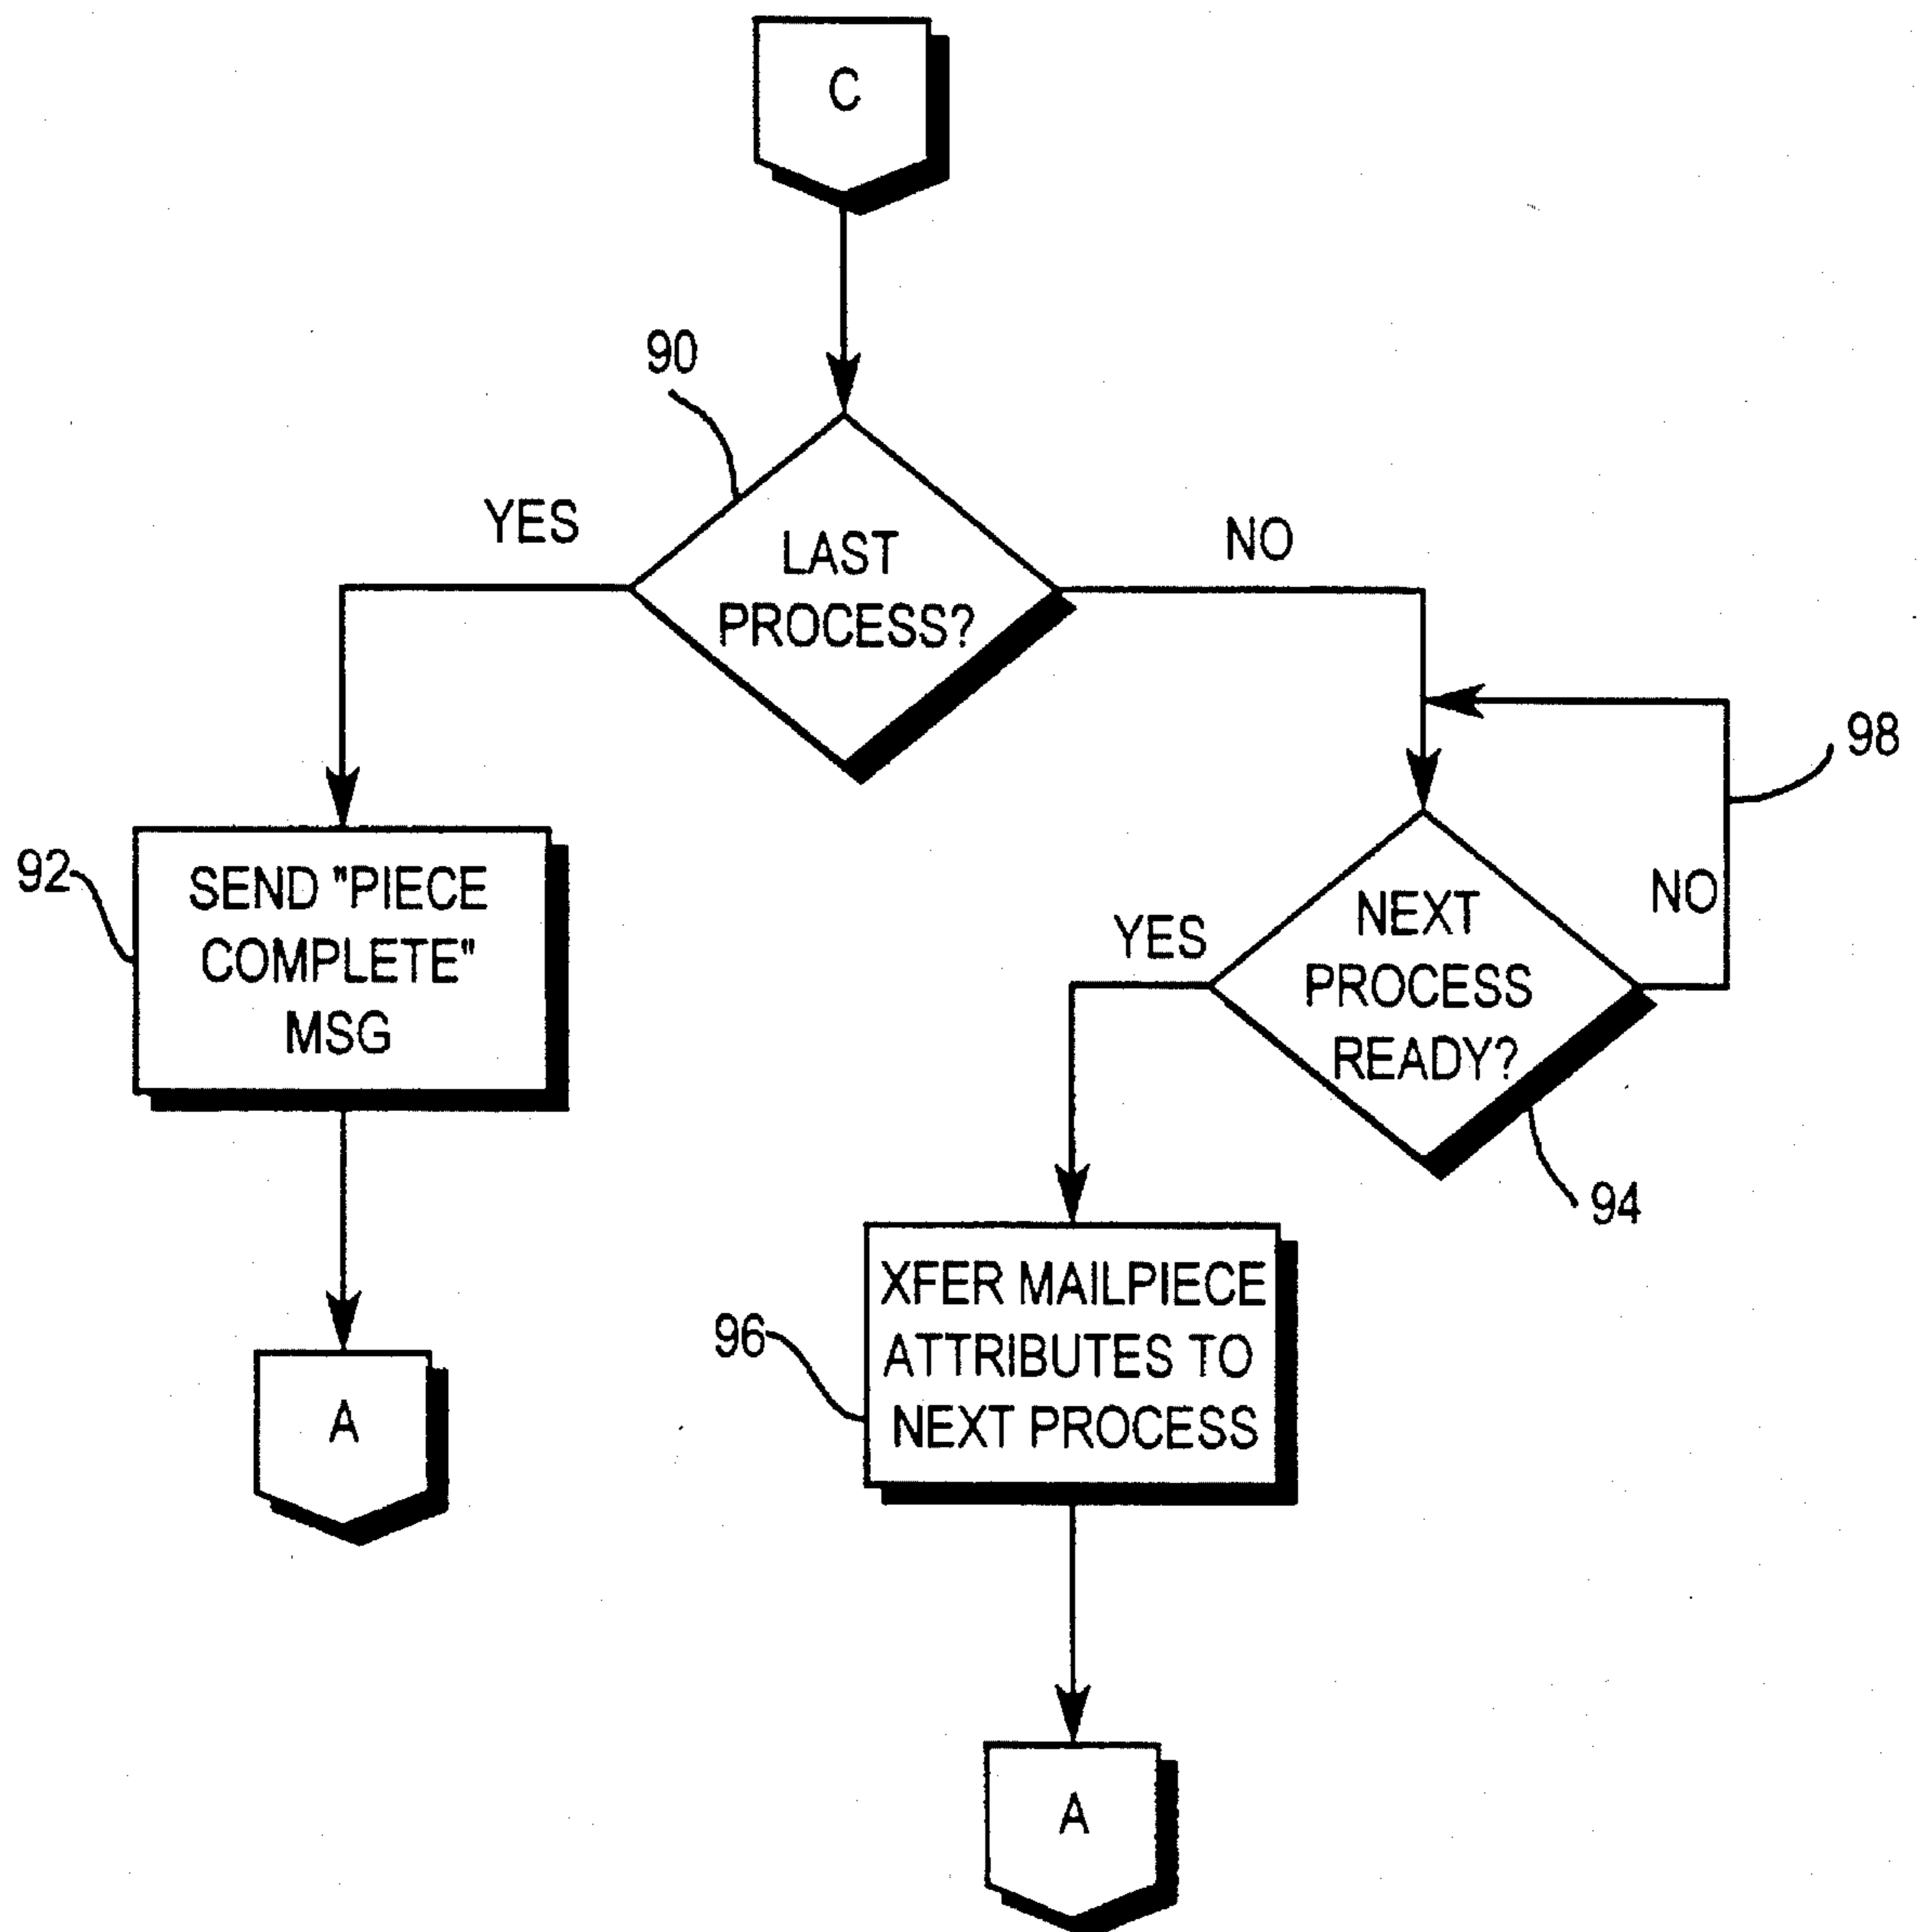 C
90
YES
NO
LAST
PROCESS?
98
92
SEND "PIECE
COMPLETE"
MSG
YES
NO
NEXT
PROCESS
READY?
94
96
XFER MAILPIECE
ATTRIBUTES TO
NEXT PROCESS
A
A